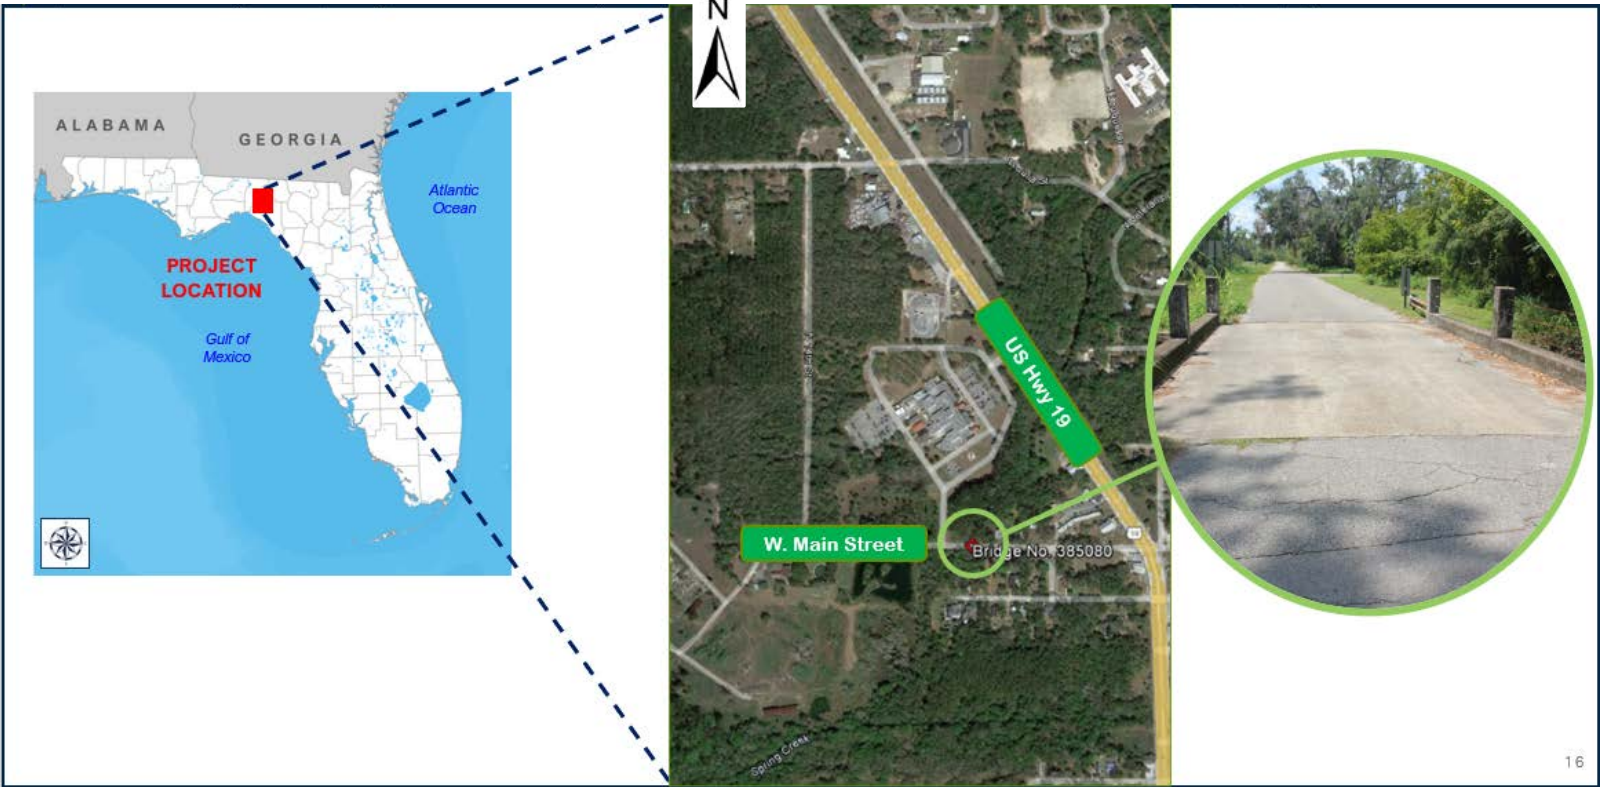 ALABAMA
GEORGIA
Atlantic
Ocean
PROJECT
LOCATION
Gulf of
Mexico
N
US Hwy 19
W. Main Street
Bridge No. 385080
Spring Creek
16